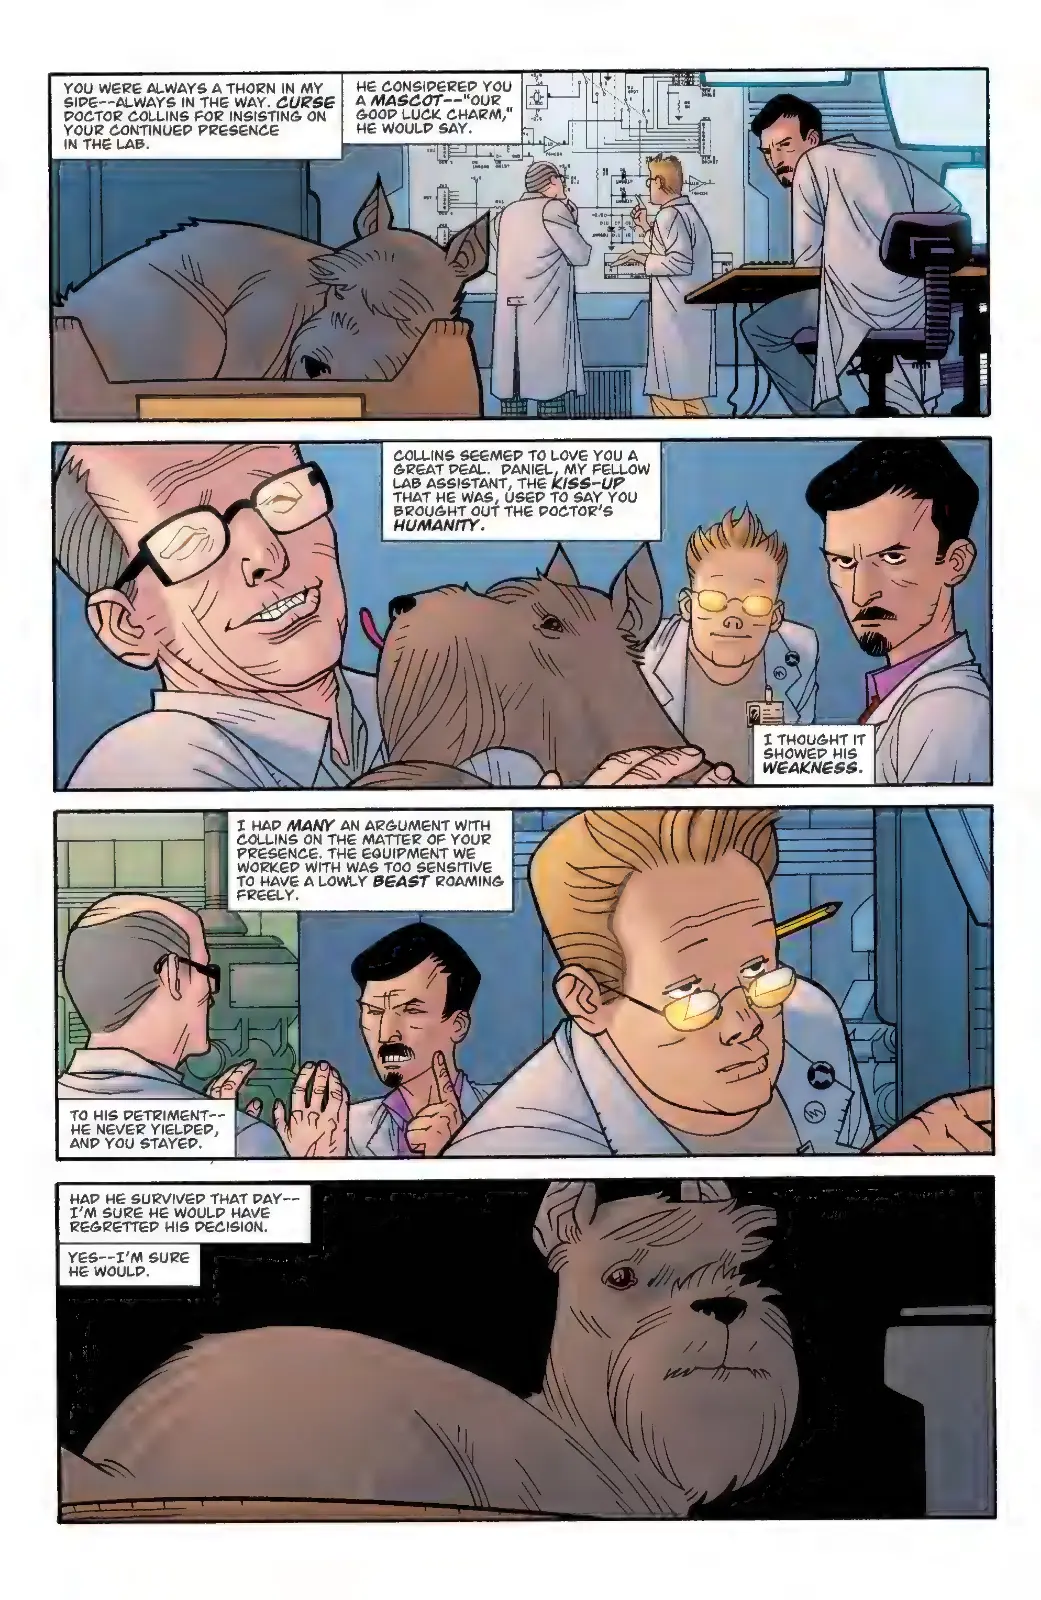 YOU WERE ALWAYS A THORN IN MY
SIDE--ALWAYS IN THE WAY. CURSE
DOCTOR COLLINS FOR INSISTING ON
YOUR CONTINUED PRESENCE
IN THE LAB.
HE CONSIDERED YOU
A MASCOT--"OUR
GOOD LUCK CHARM,"
HE WOULD SAY.
COLLINS SEEMED TO LOVE YOU A
GREAT DEAL. DANIEL, MY FELLOW
LAB ASSISTANT, THE KISS-UP
THAT HE WAS, USED TO SAY YOU
BROUGHT OUT THE DOCTOR'S
HUMANITY.
I THOUGHT IT
SHOWED HIS
WEAKNESS.
I HAD MANY AN ARGUMENT WITH
COLLINS ON THE MATTER OF YOUR
PRESENCE. THE EQUIPMENT WE
WORKED WITH WAS TOO SENSITIVE
TO HAVE A LOWLY BEAST ROAMING
FREELY.
TO HIS DETRIMENT--
HE NEVER YIELDED,
AND YOU STAYED.
HAD HE SURVIVED THAT DAY--
I'M SURE HE WOULD HAVE
REGRETTED HIS DECISION.
YES--I'M SURE
HE WOULD.